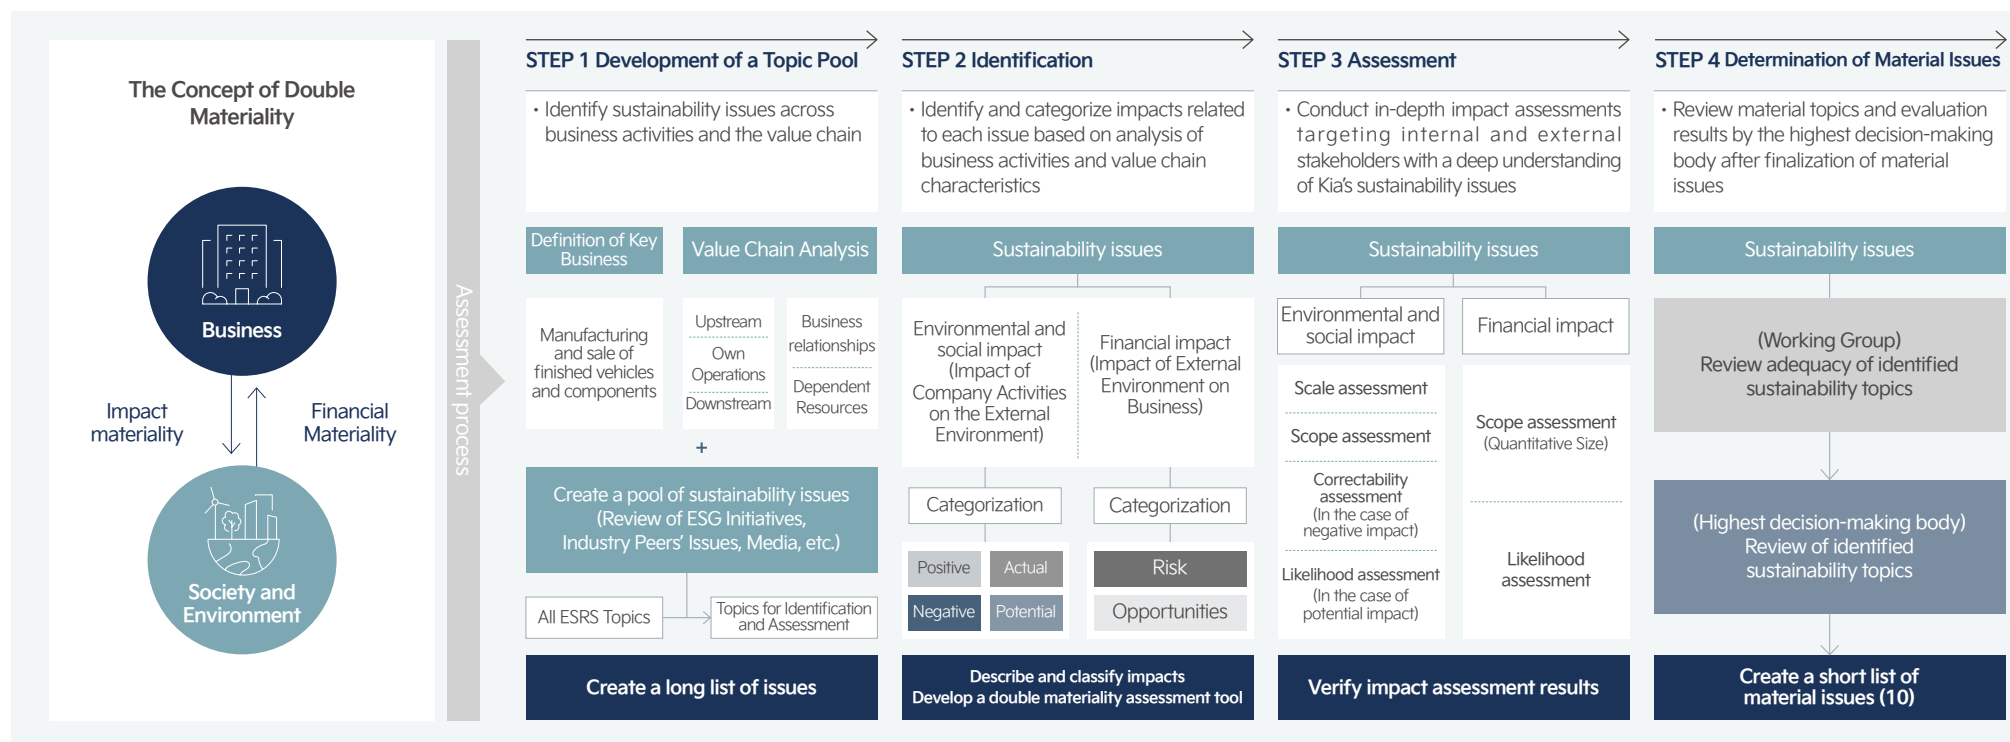 The Concept of Double
Materiality
Business
Impact
materiality
Financial
Materiality
Society and
Environment
Assessment process
STEP 1 Development of a Topic Pool
· Identify sustainability issues across
business activities and the value chain
Definition of Key
Business
Value Chain Analysis
Manufacturing
and sale of
finished vehicles
and components
Upstream
Own
Operations
Downstream
Business
relationships
Dependent
Resources
+
Create a pool of sustainability issues
(Review of ESG Initiatives,
Industry Peers' Issues, Media, etc.)
All ESRS Topics
Topics for Identification
and Assessment
Create a long list of issues
STEP 2 Identification
· Identify and categorize impacts related
to each issue based on analysis of
business activities and value chain
characteristics
Sustainability issues
Environmental and
social impact
(Impact of
Company Activities
on the External
Environment)
Financial impact
(Impact of External
Environment on
Business)
Categorization
Categorization
Positive
Actual
Negative
Potential
Risk
Opportunities
Describe and classify impacts
Develop a double materiality assessment tool
STEP 3 Assessment
· Conduct in-depth impact assessments
targeting internal and external
stakeholders with a deep understanding
of Kia's sustainability issues
Sustainability issues
Environmental and
social impact
Financial impact
Scale assessment
Scope assessment
Correctability
assessment
(In the case of
negative impact)
Likelihood assessment
(In the case of
potential impact)
Scope assessment
(Quantitative Size)
Likelihood
assessment
Verify impact assessment results
STEP 4 Determination of Material Issues
· Review material topics and evaluation
results by the highest decision-making
body after finalization of material
issues
Sustainability issues
(Working Group)
Review adequacy of identified
sustainability topics
(Highest decision-making body)
Review of identified
sustainability topics
Create a short list of
material issues (10)